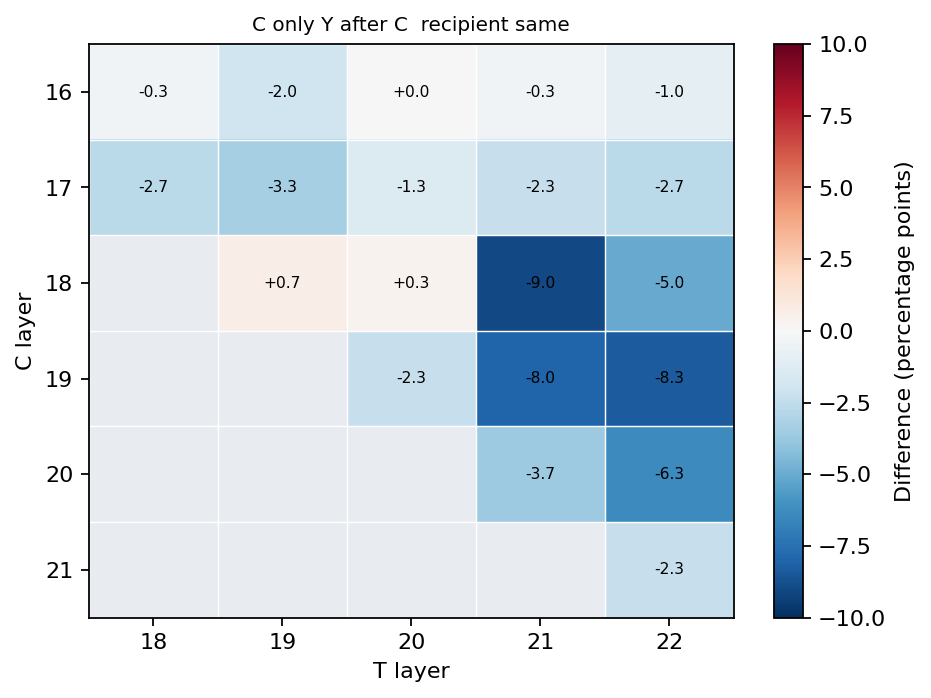 C only Y after C  recipient same
16 -0.3 -2.0 +0.0 -0.3 -1.0
17 -2.7 -3.3 -1.3 -2.3 -2.7
18 +0.7 +0.3 -9.0 -5.0
19 -2.3 -8.0 -8.3
20 -3.7 -6.3
21 -2.3
18 19 20 21 22
T layer
C layer
10.0
7.5
5.0
2.5
0.0
−2.5
−5.0
−7.5
−10.0
Difference (percentage points)